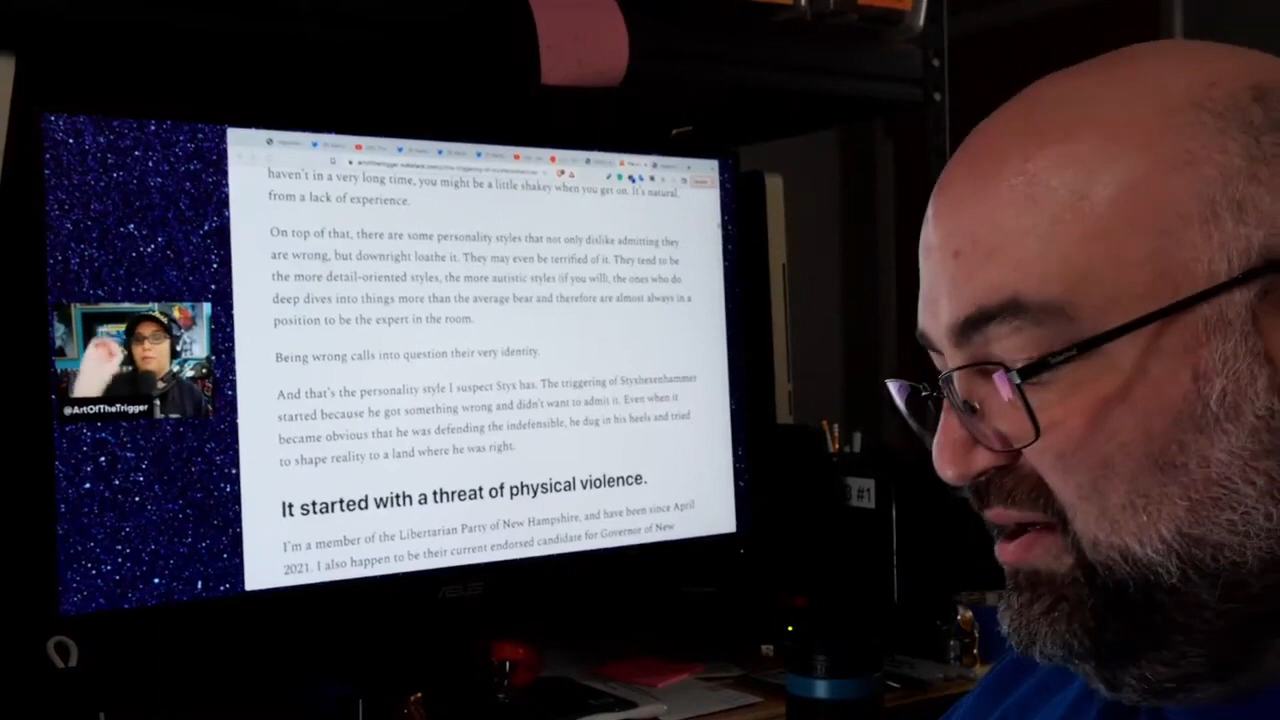 haven't in a very long time, you might be a little shakey when you get on. It's natural,
from a lack of experience.
On top of that, there are some personality styles that not only dislike admitting they
are wrong, but downright loathe it. They may even be terrified of it. They tend to be
the more detail-oriented styles, the more autistic styles (if you will), the ones who do
deep dives into things more than the average bear and therefore are almost always in a
position to be the expert in the room.
Being wrong calls into question their very identity.
And that's the personality style I suspect Styx has. The triggering of Styxhexenhammer
started because he got something wrong and didn't want to admit it. Even when it
became obvious that he was defending the indefensible, he dug in his heels and tried
to shape reality to a land where he was right.
It started with a threat of physical violence.
I'm a member of the Libertarian Party of New Hampshire, and have been since April
2021. I also happen to be their current endorsed candidate for Governor of New
@ArtOfTheTrigger
ASUS
#1